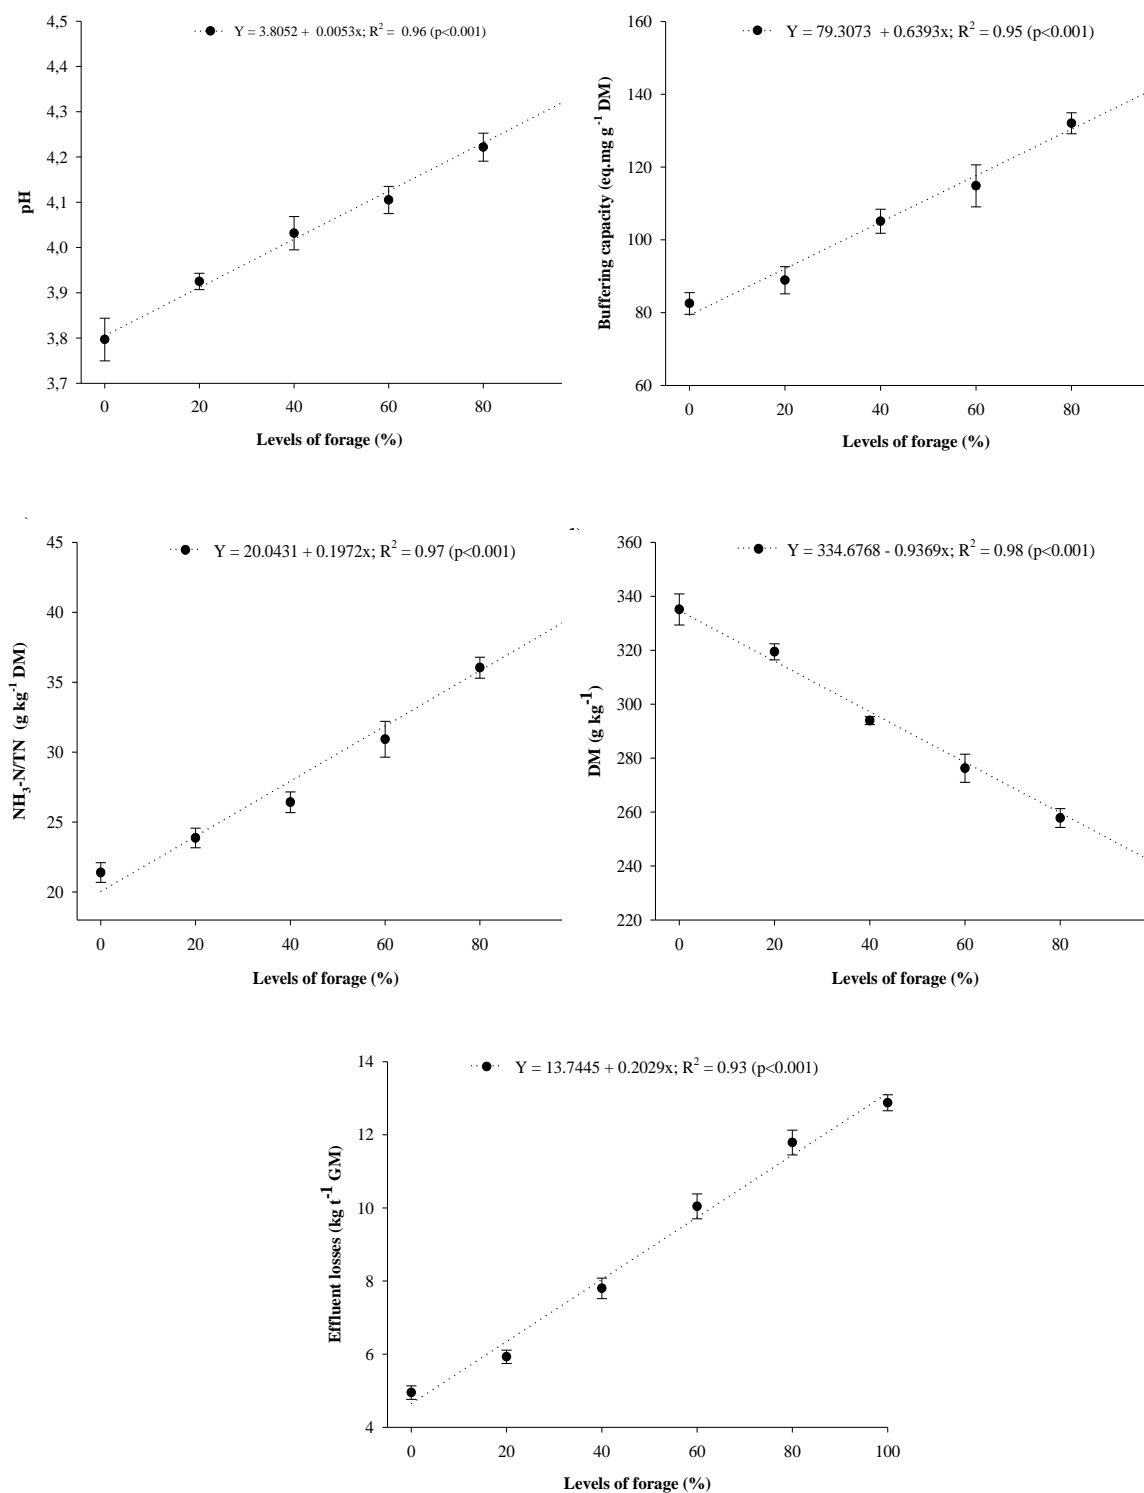 Y = 3.8052 + 0.0053x; R² = 0.96 (p<0.001)
4,5
4,4
4,3
4,2
4,1
4,0
3,9
3,8
3,7
pH
0 20 40 60 80
Levels of forage (%)
Y = 79.3073 + 0.6393x; R² = 0.95 (p<0.001)
160
140
120
100
80
60
Buffering capacity (eq.mg g⁻¹ DM)
0 20 40 60 80
Levels of forage (%)
Y = 20.0431 + 0.1972x; R² = 0.97 (p<0.001)
45
40
35
30
25
20
NH₃-N/TN (g kg⁻¹ DM)
0 20 40 60 80
Levels of forage (%)
Y = 334.6768 - 0.9369x; R² = 0.98 (p<0.001)
360
340
320
300
280
260
240
220
DM (g kg⁻¹)
0 20 40 60 80
Levels of forage (%)
Y = 13.7445 + 0.2029x; R² = 0.93 (p<0.001)
14
12
10
8
6
4
Effluent losses (kg t⁻¹ GM)
0 20 40 60 80 100
Levels of forage (%)